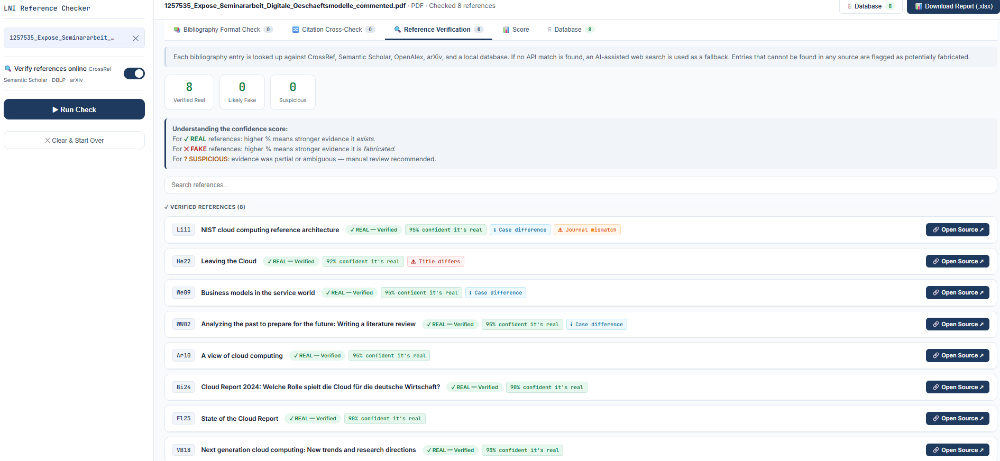 LNI Reference Checker
1257535_Expose_Seminararbeit_…
Verify references online CrossRef ·
Semantic Scholar · DBLP · arXiv
▶ Run Check
✕ Clear & Start Over
1257535_Expose_Seminararbeit_Digitale_Geschaeftsmodelle_commented.pdf · PDF · Checked 8 references
Database 8
Download Report (.xlsx)
Bibliography Format Check 0
Citation Cross-Check 0
Reference Verification 0
Score
Database 8
Each bibliography entry is looked up against CrossRef, Semantic Scholar, OpenAlex, arXiv, and a local database. If no API match is found, an AI-assisted web search is used as a fallback. Entries that cannot be found in any source are flagged as potentially fabricated.
8
Verified Real
0
Likely Fake
0
Suspicious
Understanding the confidence score:
For ✓ REAL references: higher % means stronger evidence it exists.
For ✕ FAKE references: higher % means stronger evidence it is fabricated.
For ? SUSPICIOUS: evidence was partial or ambiguous — manual review recommended.
Search references…
✓ VERIFIED REFERENCES (8)
Li11 NIST cloud computing reference architecture ✓ REAL — Verified 95% confident it's real ℹ Case difference ⚠ Journal mismatch Open Source ↗
He22 Leaving the Cloud ✓ REAL — Verified 92% confident it's real ⚠ Title differs Open Source ↗
We09 Business models in the service world ✓ REAL — Verified 95% confident it's real ℹ Case difference Open Source ↗
WW02 Analyzing the past to prepare for the future: Writing a literature review ✓ REAL — Verified 95% confident it's real ℹ Case difference Open Source ↗
Ar10 A view of cloud computing ✓ REAL — Verified 95% confident it's real Open Source ↗
Bi24 Cloud Report 2024: Welche Rolle spielt die Cloud für die deutsche Wirtschaft? ✓ REAL — Verified 90% confident it's real Open Source ↗
Fl25 State of the Cloud Report ✓ REAL — Verified 90% confident it's real Open Source ↗
VB18 Next generation cloud computing: New trends and research directions ✓ REAL — Verified 95% confident it's real Open Source ↗